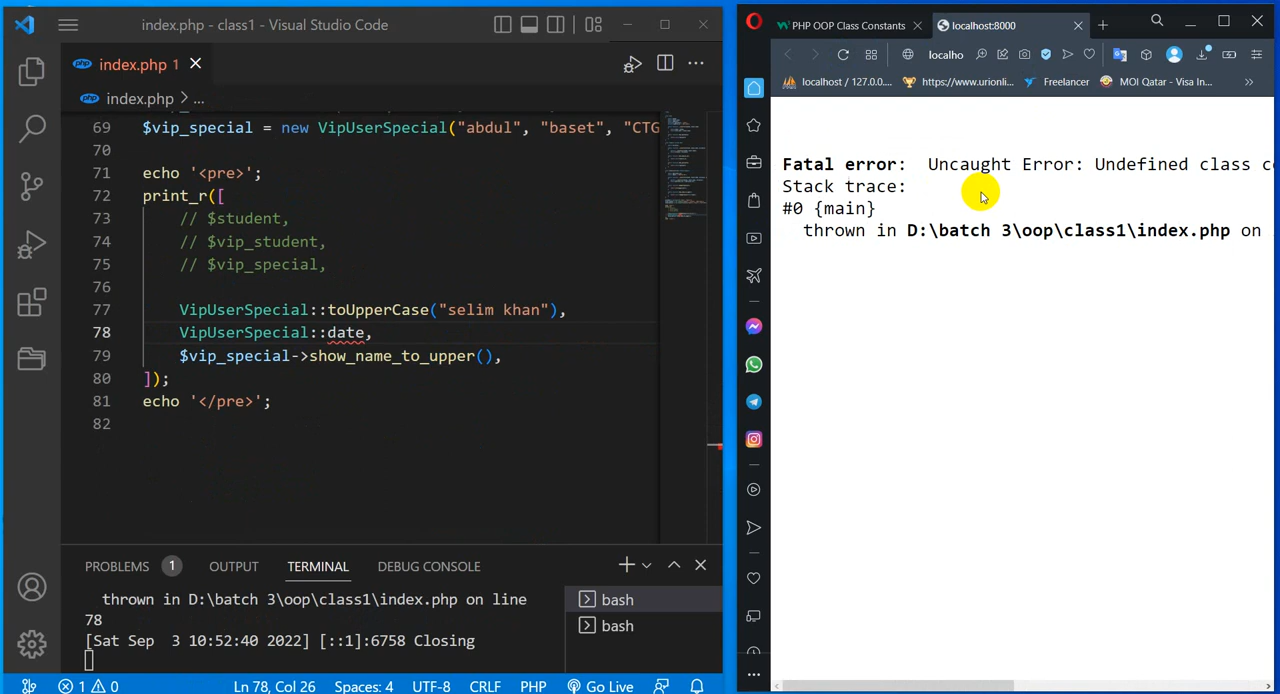 index.php - class1 - Visual Studio Code
php index.php 1
php index.php > ...
69 $vip_special = new VipUserSpecial("abdul", "baset", "CTG
70
71 echo '<pre>';
72 print_r([
73 // $student,
74 // $vip_student,
75 // $vip_special,
76
77 VipUserSpecial::toUpperCase("selim khan"),
78 VipUserSpecial::date,
79 $vip_special->show_name_to_upper(),
80 ]);
81 echo '</pre>';
82
PROBLEMS 1 OUTPUT TERMINAL DEBUG CONSOLE
thrown in D:\batch 3\oop\class1\index.php on line
78
[Sat Sep 3 10:52:40 2022] [::1]:6758 Closing
bash
bash
1 0 Ln 78, Col 26 Spaces: 4 UTF-8 CRLF PHP Go Live
PHP OOP Class Constants
localhost:8000
localho
localhost / 127.0.0.... https://www.urionli... Freelancer MOI Qatar - Visa In...
Fatal error: Uncaught Error: Undefined class c
Stack trace:
#0 {main}
thrown in D:\batch 3\oop\class1\index.php on